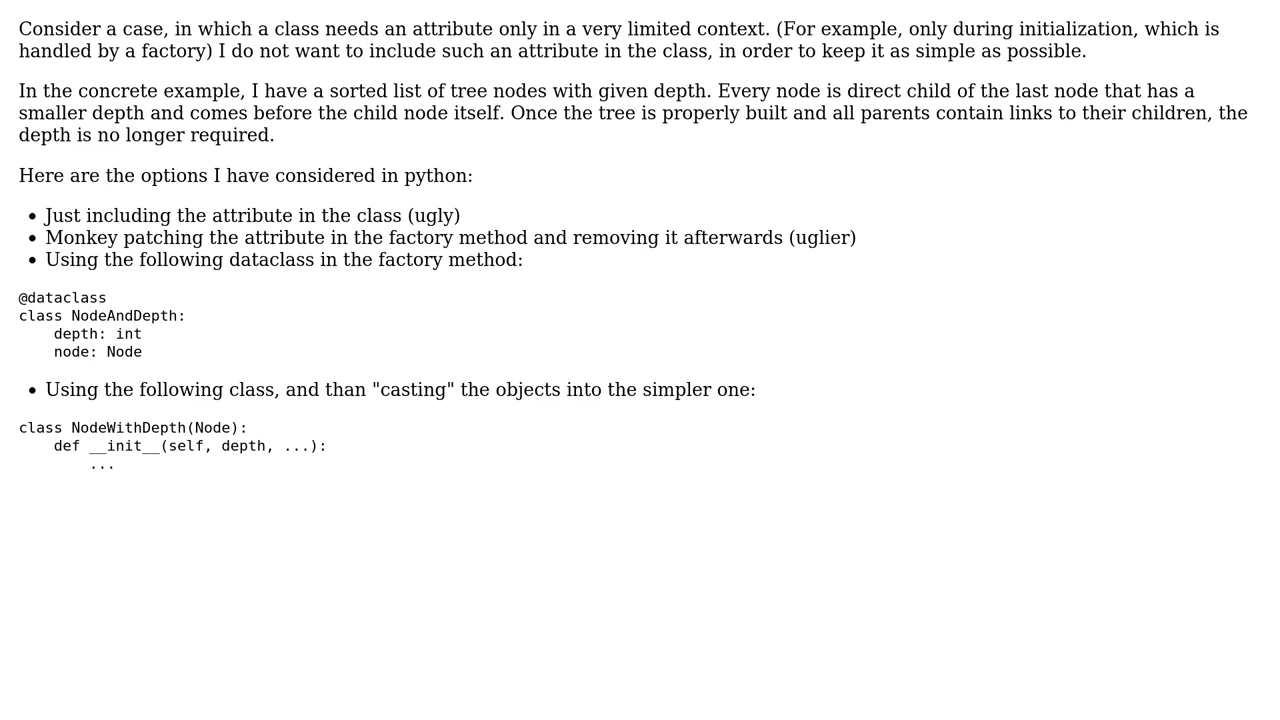 Consider a case, in which a class needs an attribute only in a very limited context. (For example, only during initialization, which is
handled by a factory) I do not want to include such an attribute in the class, in order to keep it as simple as possible.
In the concrete example, I have a sorted list of tree nodes with given depth. Every node is direct child of the last node that has a
smaller depth and comes before the child node itself. Once the tree is properly built and all parents contain links to their children, the
depth is no longer required.
Here are the options I have considered in python:
• Just including the attribute in the class (ugly)
• Monkey patching the attribute in the factory method and removing it afterwards (uglier)
• Using the following dataclass in the factory method:
@dataclass
class NodeAndDepth:
    depth: int
    node: Node
• Using the following class, and than "casting" the objects into the simpler one:
class NodeWithDepth(Node):
    def __init__(self, depth, ...):
        ...